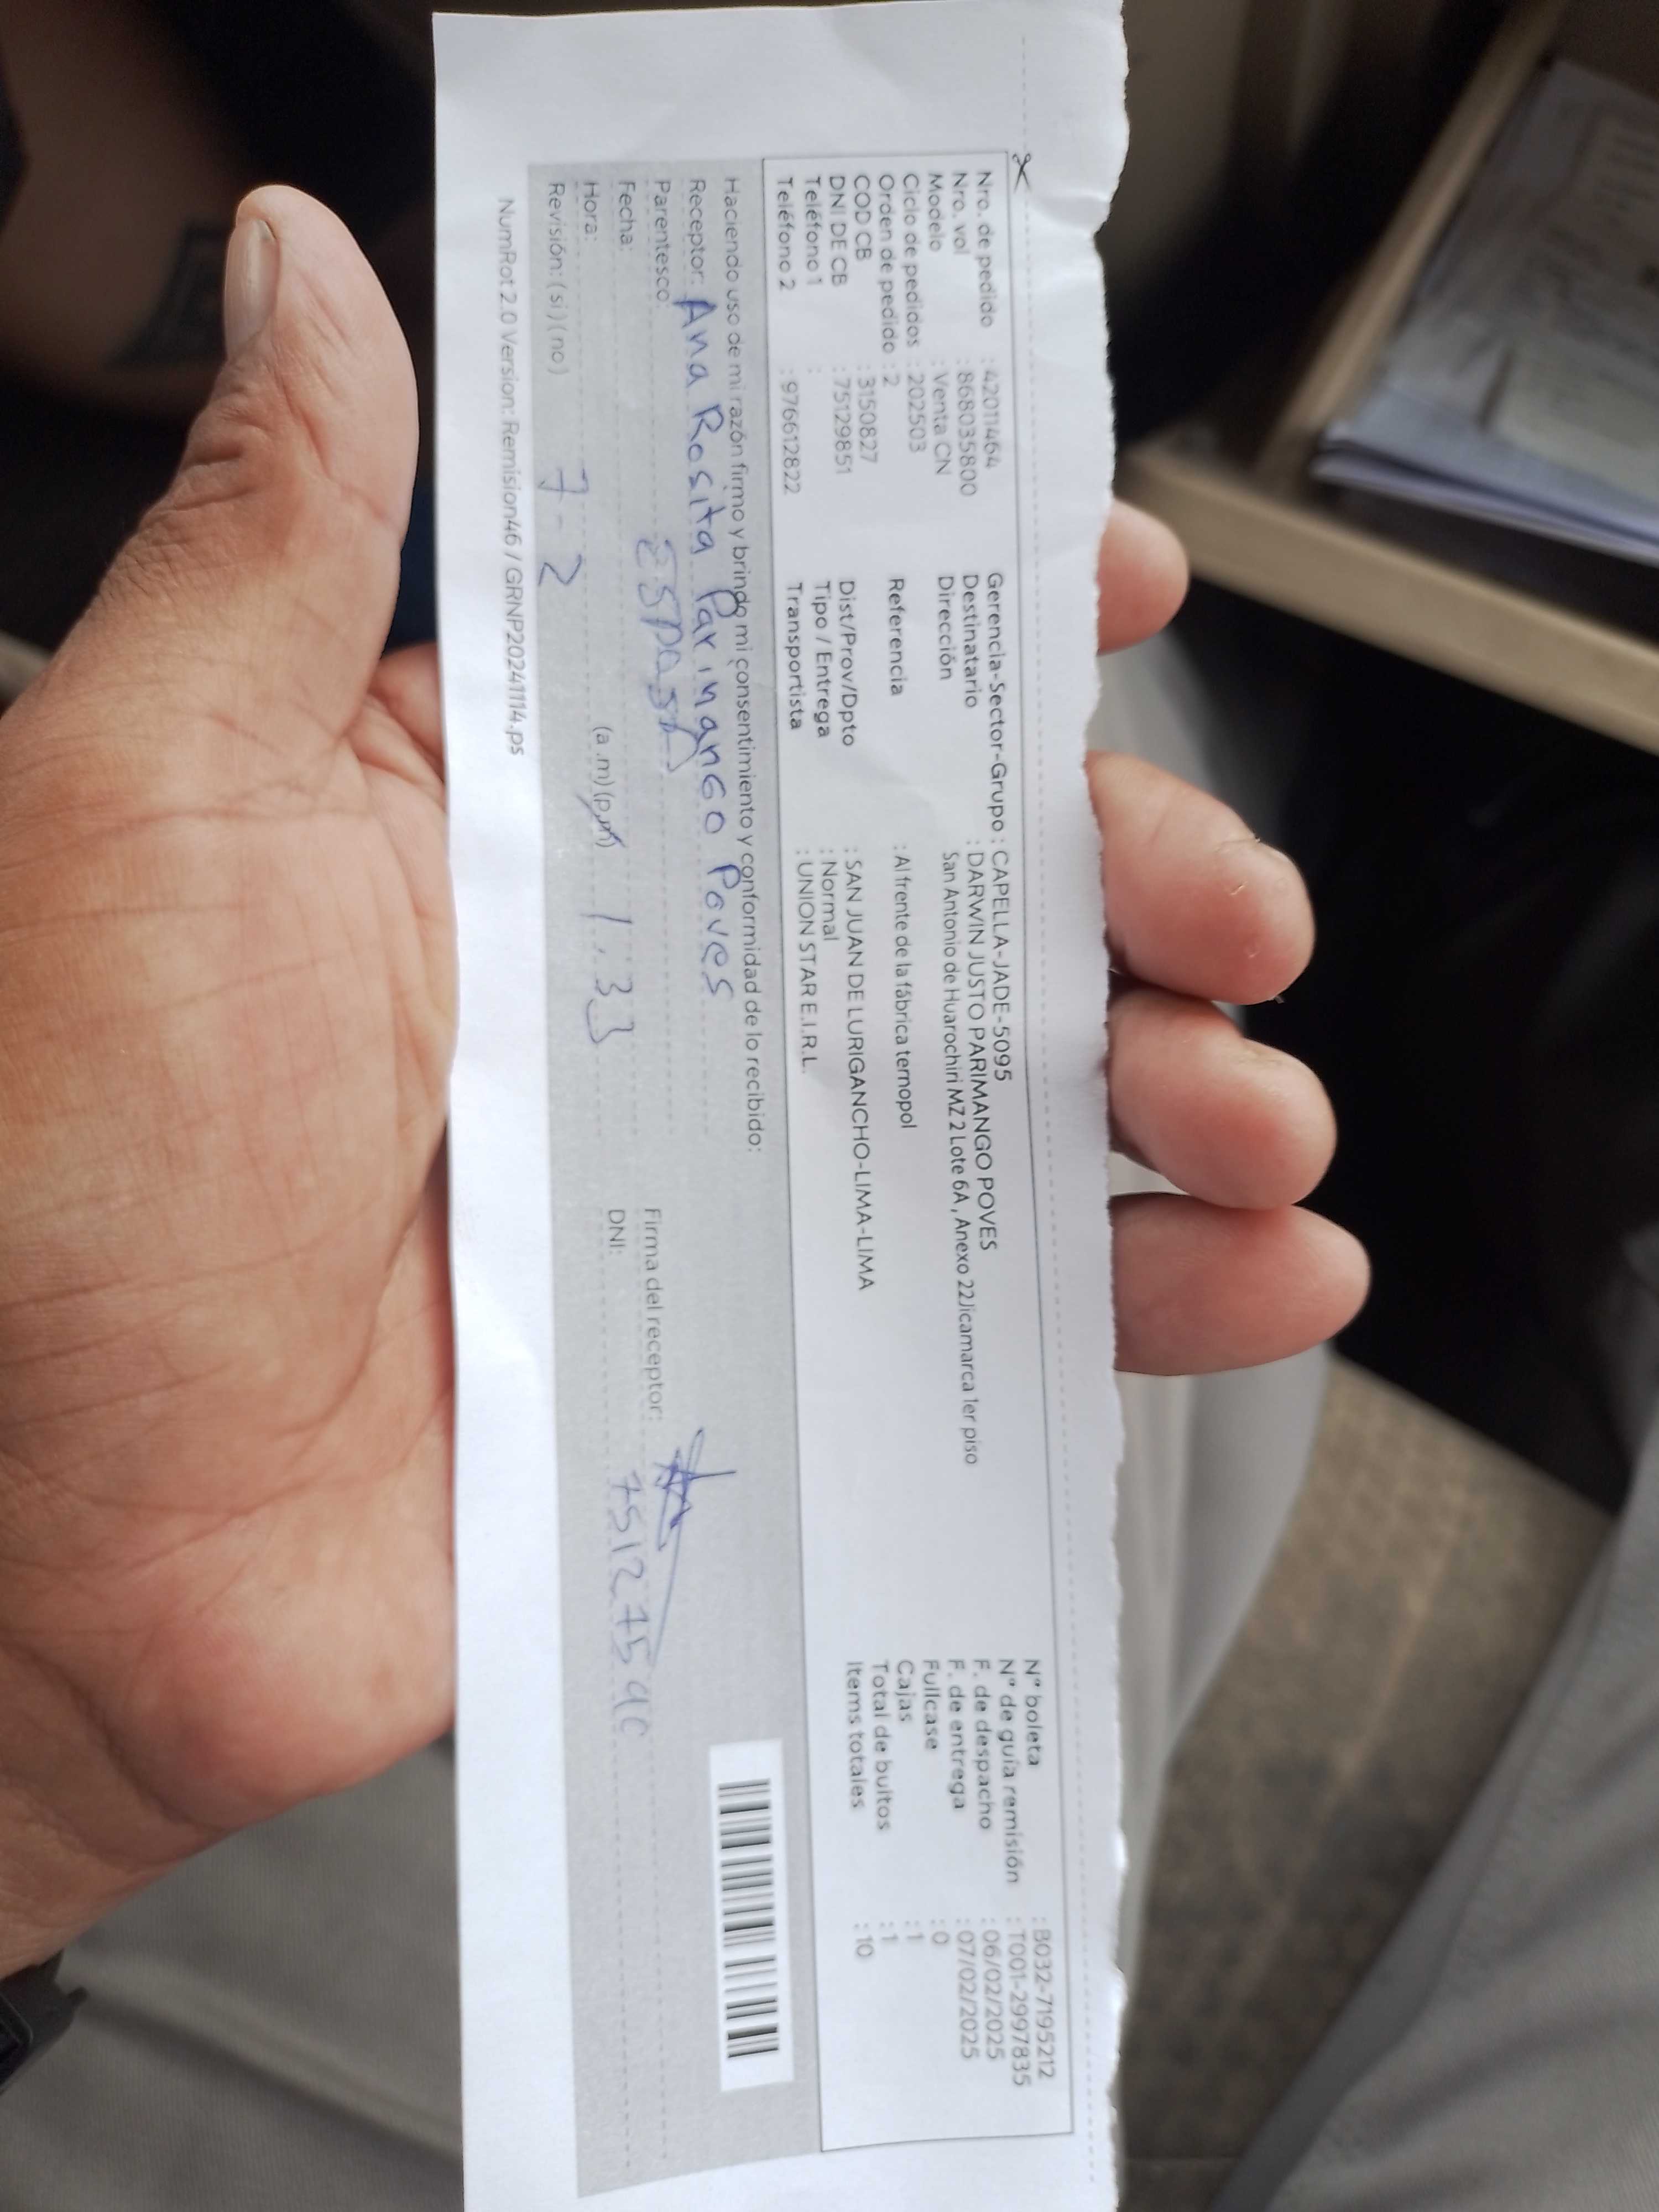 Nro. de pedido : 42011464
Nro. vol : 868035800
Modelo : Venta CN
Ciclo de pedidos : 202503
Orden de pedido : 2
COD CB : 3150827
DNI DE CB : 75129851
Teléfono 1 :
Teléfono 2 : 976612822
Gerencia-Sector-Grupo : CAPELLA-JADE-5095
Destinatario : DARWIN JUSTO PARIMANGO POVES
Dirección San Antonio de Huarochiri MZ 2 Lote 6A , Anexo 22Jicamarca 1er piso
Referencia : Al frente de la fábrica ternopol
Dist/Prov/Dpto : SAN JUAN DE LURIGANCHO-LIMA-LIMA
Tipo / Entrega : Normal
Transportista : UNION STAR E.I.R.L.
N° boleta : B032-7195212
N° de guía remisión : T001-2997835
F. de despacho : 06/02/2025
F. de entrega : 07/02/2025
Fullcase : 0
Cajas : 1
Total de bultos : 1
Items totales : 10
Haciendo uso de mi razón firmo y brindo mi consentimiento y conformidad de lo recibido:
Receptor: Ana Rosita Parimango Poves
Parentesco:
Fecha:
Hora: (a.m)(pm) 1:33
Revisión: (si) (no) 7-2
Firma del receptor:
DNI:
NumRot 2.0 Version: Remision46 / GRNP20241114.ps